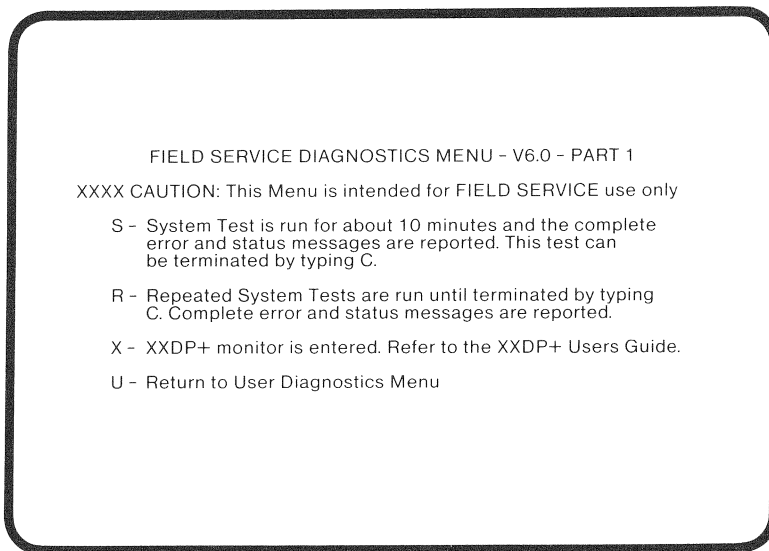 FIELD SERVICE DIAGNOSTICS MENU – V6.0 – PART 1
XXXX CAUTION: This Menu is intended for FIELD SERVICE use only
S – System Test is run for about 10 minutes and the complete
error and status messages are reported. This test can
be terminated by typing C.
R – Repeated System Tests are run until terminated by typing
C. Complete error and status messages are reported.
X – XXDP+ monitor is entered. Refer to the XXDP+ Users Guide.
U – Return to User Diagnostics Menu